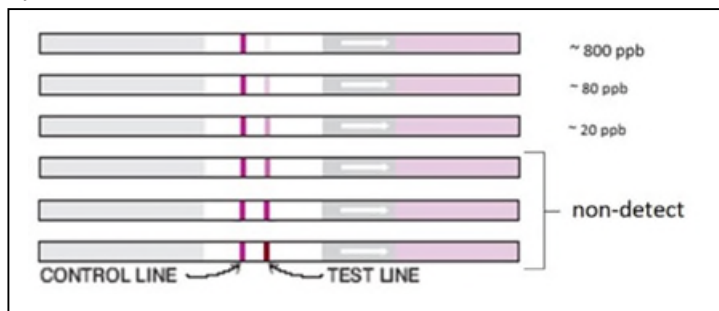 ~ 800 ppb
~ 80 ppb
~ 20 ppb
non-detect
CONTROL LINE
TEST LINE